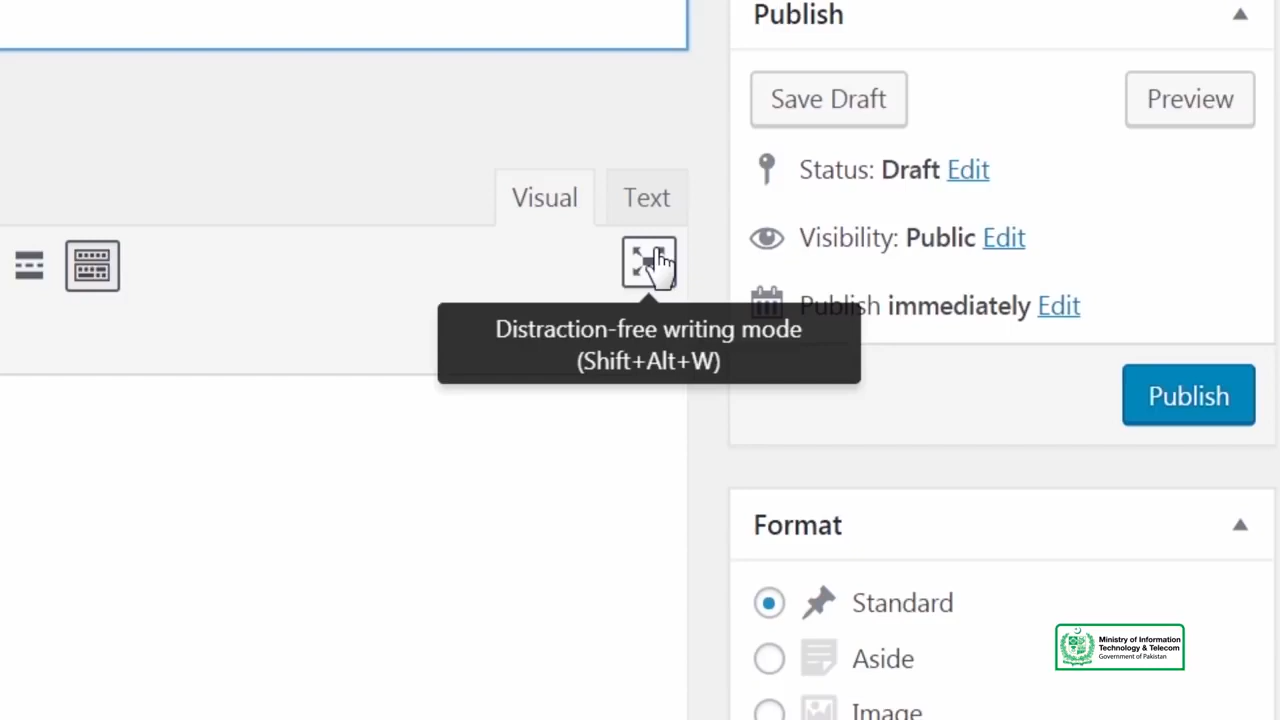 Publish
Save Draft
Preview
Status: Draft Edit
Visual
Text
Visibility: Public Edit
Publish immediately Edit
Distraction-free writing mode
(Shift+Alt+W)
Publish
Format
Standard
Aside
Image
Ministry of Information
Technology & Telecom
Government of Pakistan